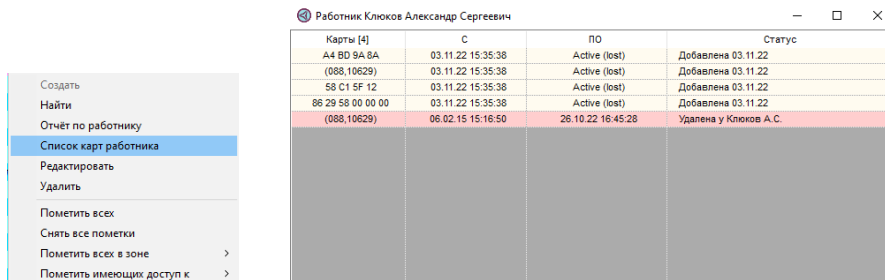 Создать
Найти
Отчёт по работнику
Список карт работника
Редактировать
Удалить
Пометить всех
Снять все пометки
Пометить всех в зоне
Пометить имеющих доступ к
Работник Клюков Александр Сергеевич
Карты [4] С ПО Статус
A4 BD 9A 8A 03.11.22 15:35:38 Active (lost) Добавлена 03.11.22
(088,10629) 03.11.22 15:35:38 Active (lost) Добавлена 03.11.22
58 C1 5F 12 03.11.22 15:35:38 Active (lost) Добавлена 03.11.22
86 29 58 00 00 00 03.11.22 15:35:38 Active (lost) Добавлена 03.11.22
(088,10629) 06.02.15 15:16:50 26.10.22 16:45:28 Удалена у Клюков А.С.